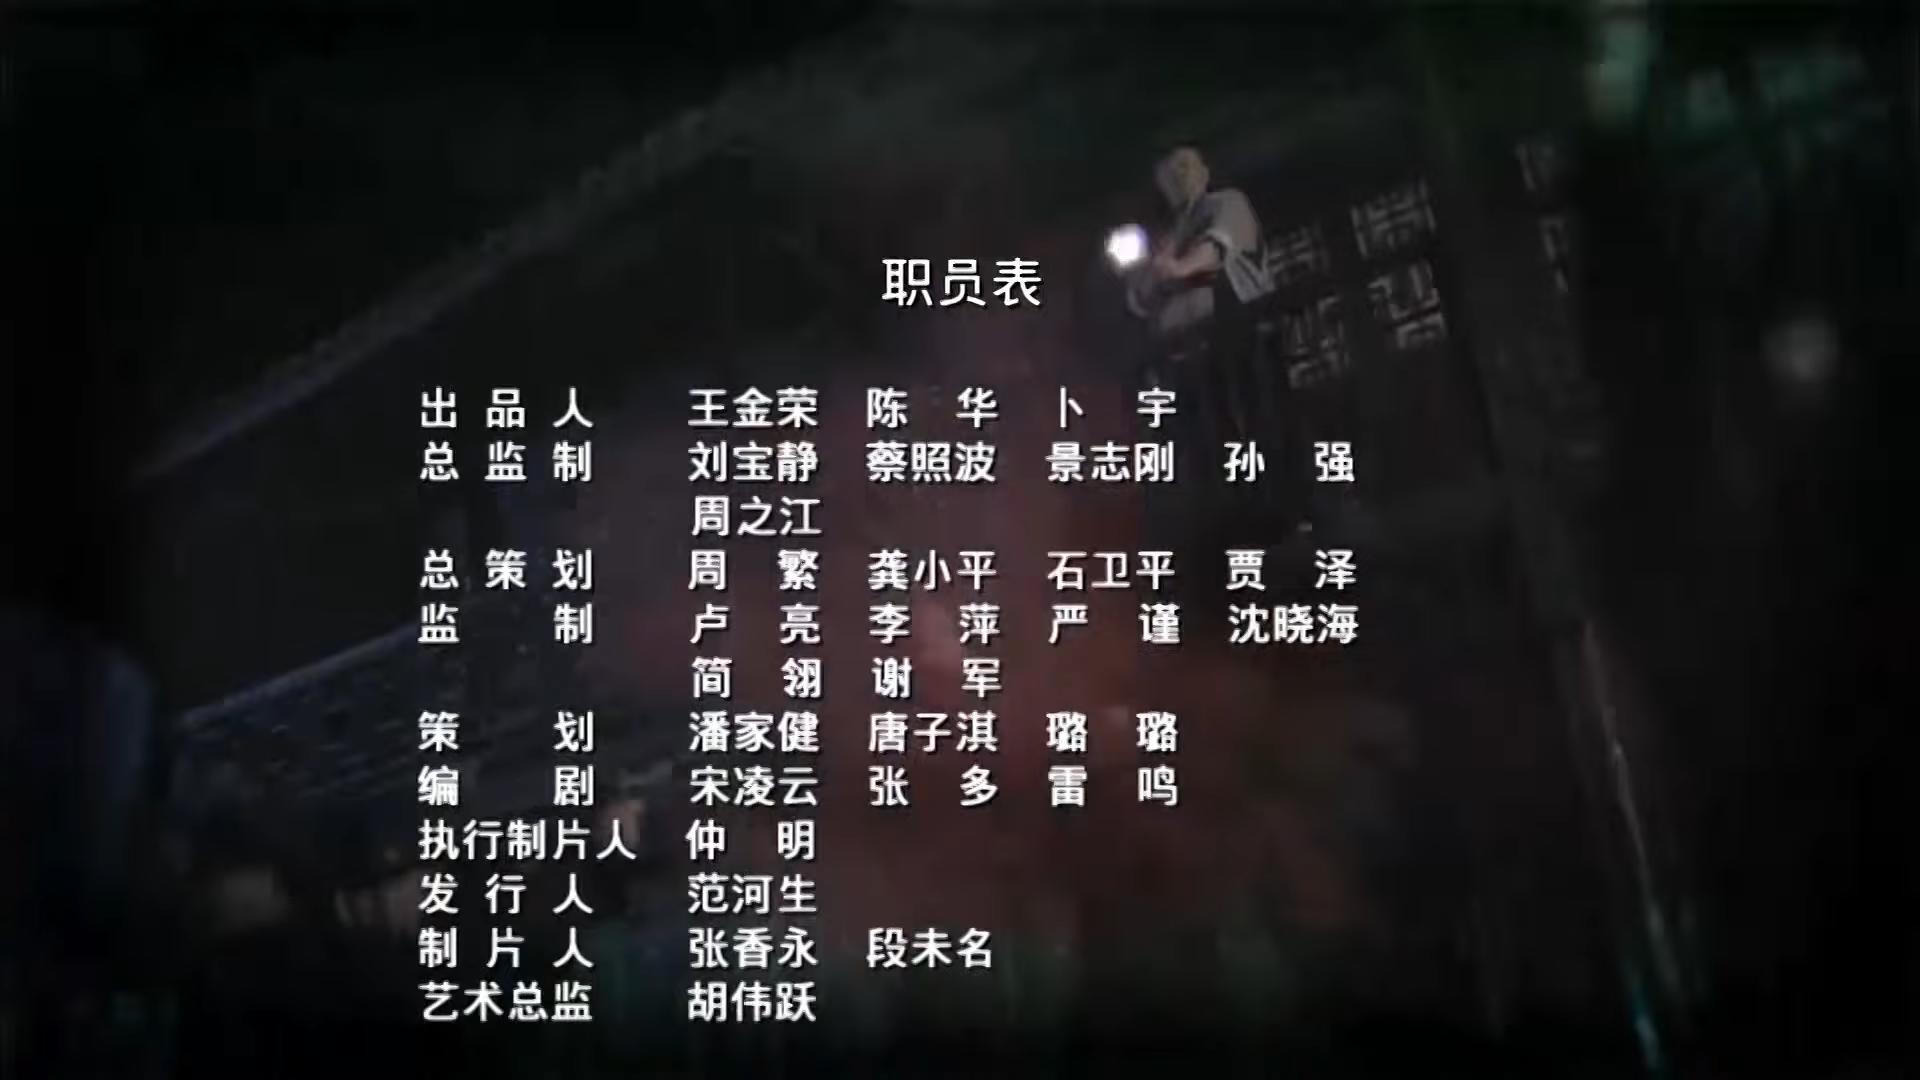 职员表
出品人 王金荣 陈华 卜宇
总监制 刘宝静 蔡照波 景志刚 孙强
周之江
总策划 周繁 龚小平 石卫平 贾泽
监制 卢亮 李萍 严谨 沈晓海
简翎 谢军
策划 潘家健 唐子淇 璐璐
编剧 宋凌云 张多 雷鸣
执行制片人 仲明
发行人 范河生
制片人 张香永 段未名
艺术总监 胡伟跃